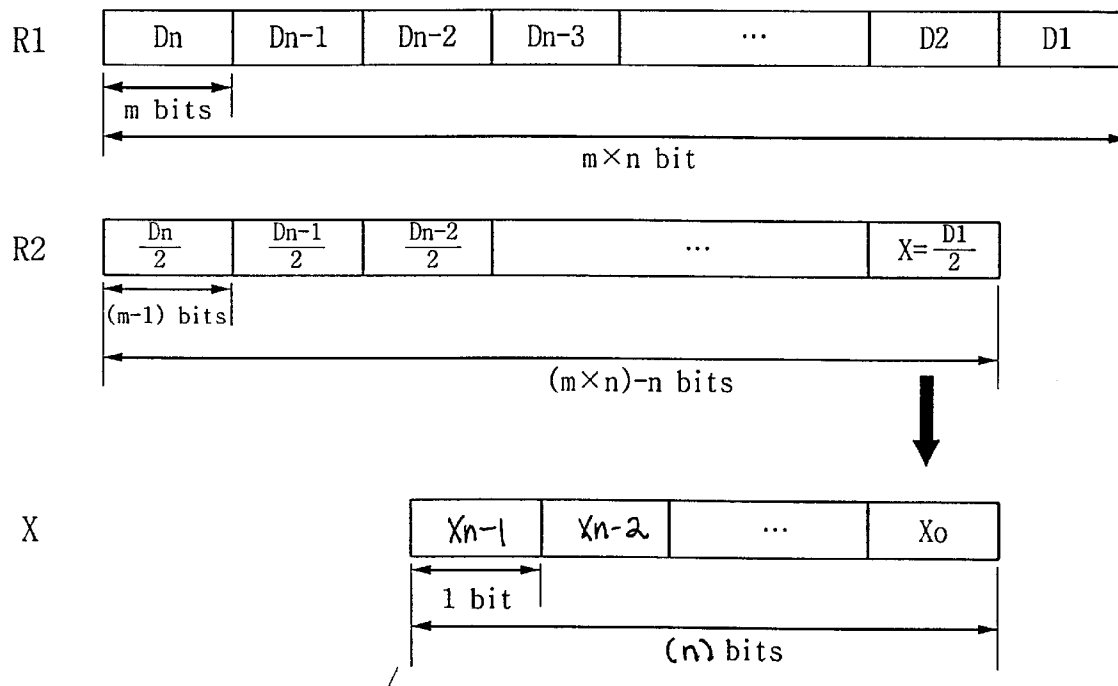 R1 Dn Dn-1 Dn-2 Dn-3 ... D2 D1
m bits
m×n bit
R2 Dn/2 Dn-1/2 Dn-2/2 ... X=D1/2
(m-1) bits
(m×n)-n bits
X Xn-1 Xn-2 ... Xo
1 bit
(n) bits